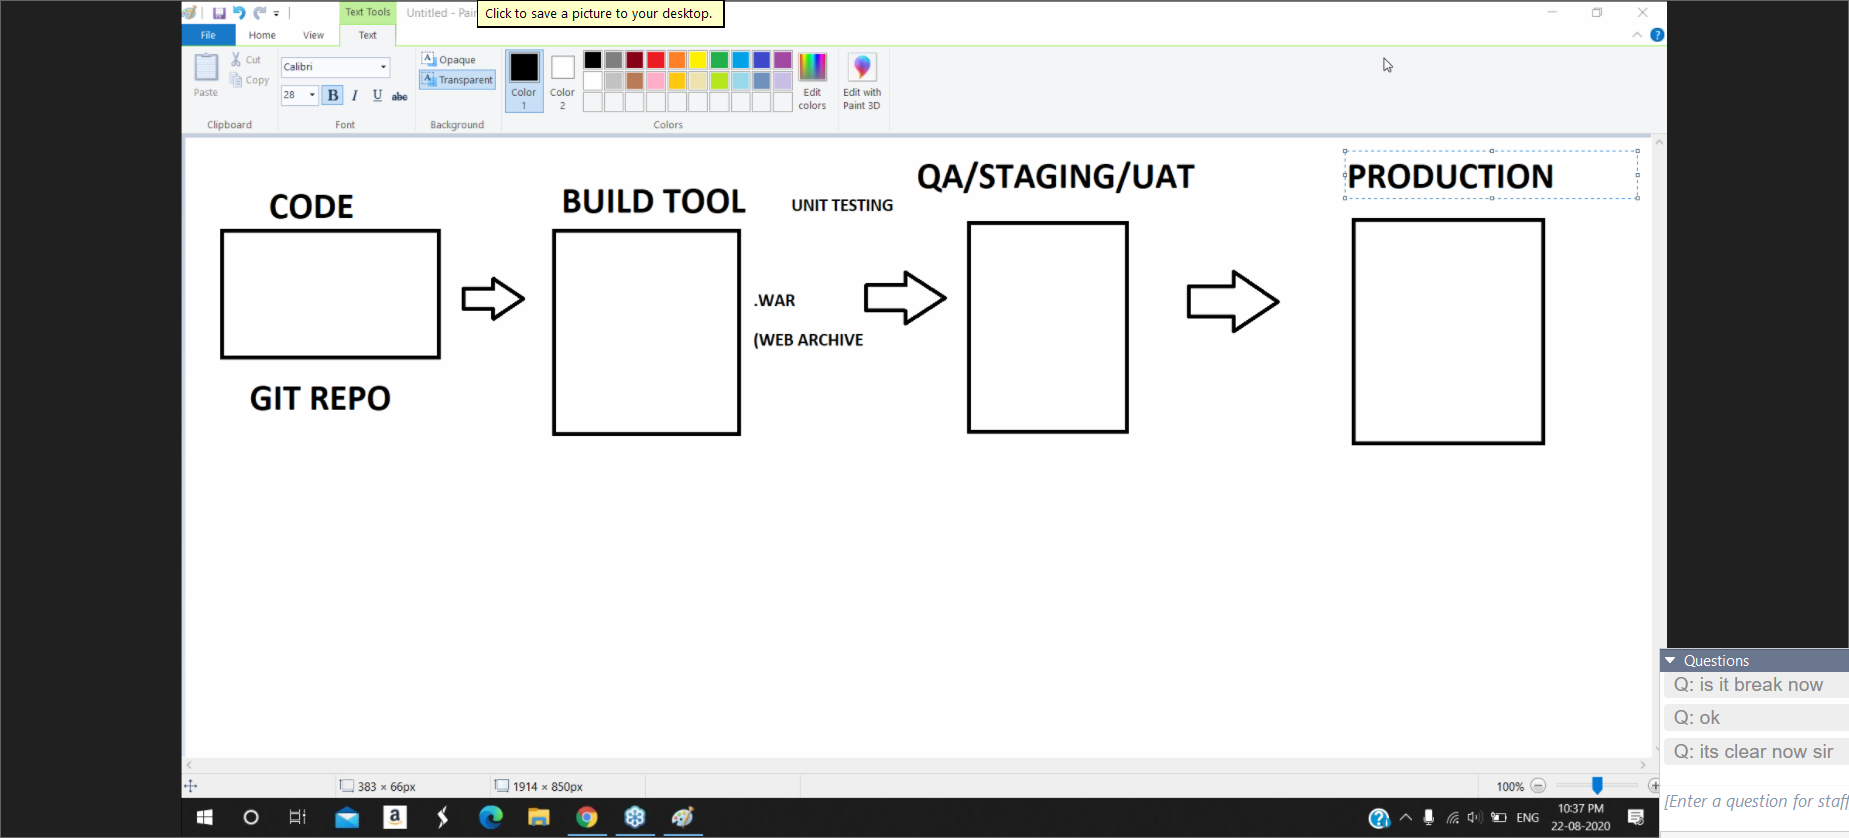 Text Tools
Untitled - Pain
Click to save a picture to your desktop.
File
Home
View
Text
Paste
Cut
Copy
Clipboard
Calibri
28
B I U abc
Font
Opaque
Transparent
Background
Color 1
Color 2
Edit colors
Edit with Paint 3D
Colors
CODE
BUILD TOOL
UNIT TESTING
QA/STAGING/UAT
PRODUCTION
.WAR
(WEB ARCHIVE
GIT REPO
Questions
Q: is it break now
Q: ok
Q: its clear now sir
[Enter a question for staff
383 × 66px
1914 × 850px
100%
a
ENG
10:37 PM
22-08-2020